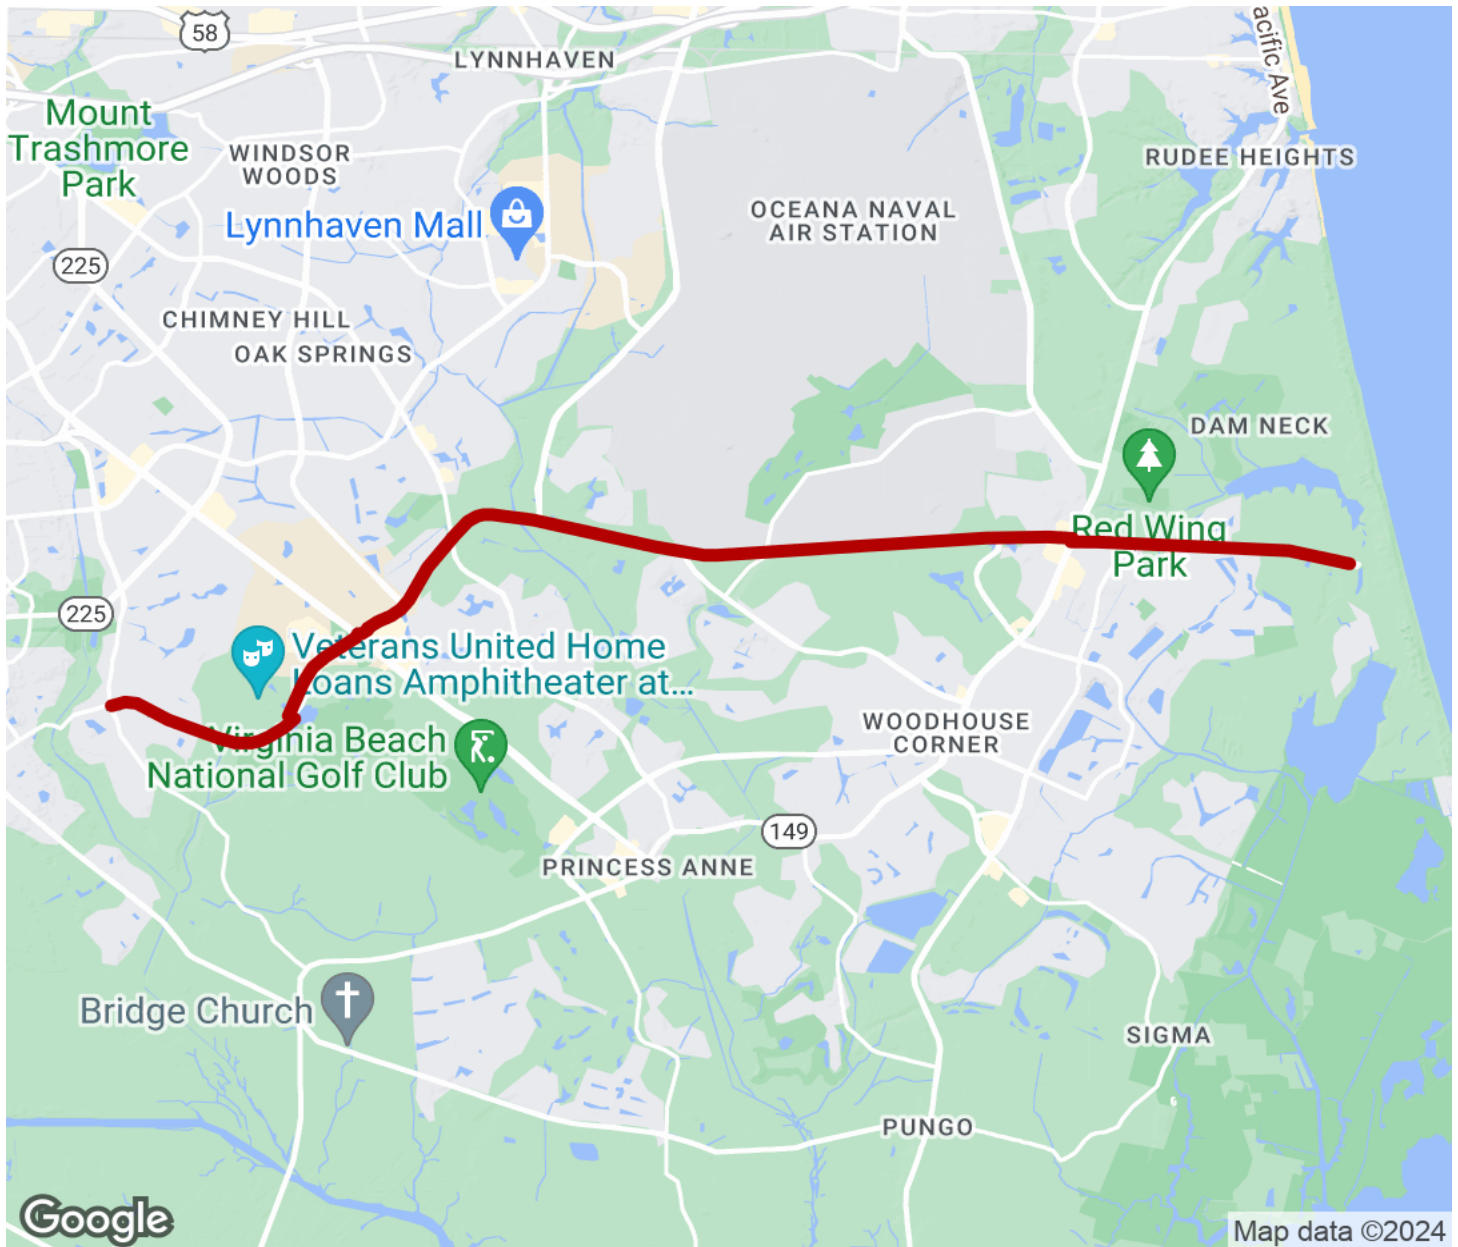 58
LYNNHAVEN
acific Ave
Mount
Trashmore
Park
WINDSOR
WOODS
RUDEE HEIGHTS
Lynnhaven Mall
OCEANA NAVAL
AIR STATION
225
CHIMNEY HILL
OAK SPRINGS
DAM NECK
Red Wing
Park
225
Veterans United Home
Loans Amphitheater at...
Virginia Beach
National Golf Club
WOODHOUSE
CORNER
149
PRINCESS ANNE
Bridge Church
SIGMA
PUNGO
Google
Map data ©2024